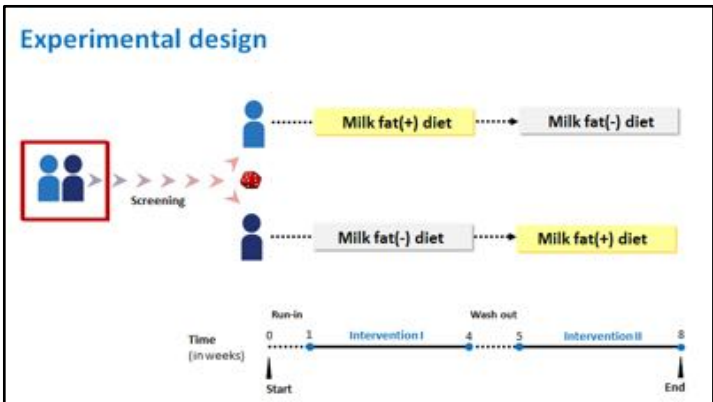 Experimental design
Milk fat(+) diet
Milk fat(-) diet
Screening
Milk fat(-) diet
Milk fat(+) diet
Run-in
Wash out
Time
(in weeks)
0
1
Intervention I
4
5
Intervention II
8
Start
End